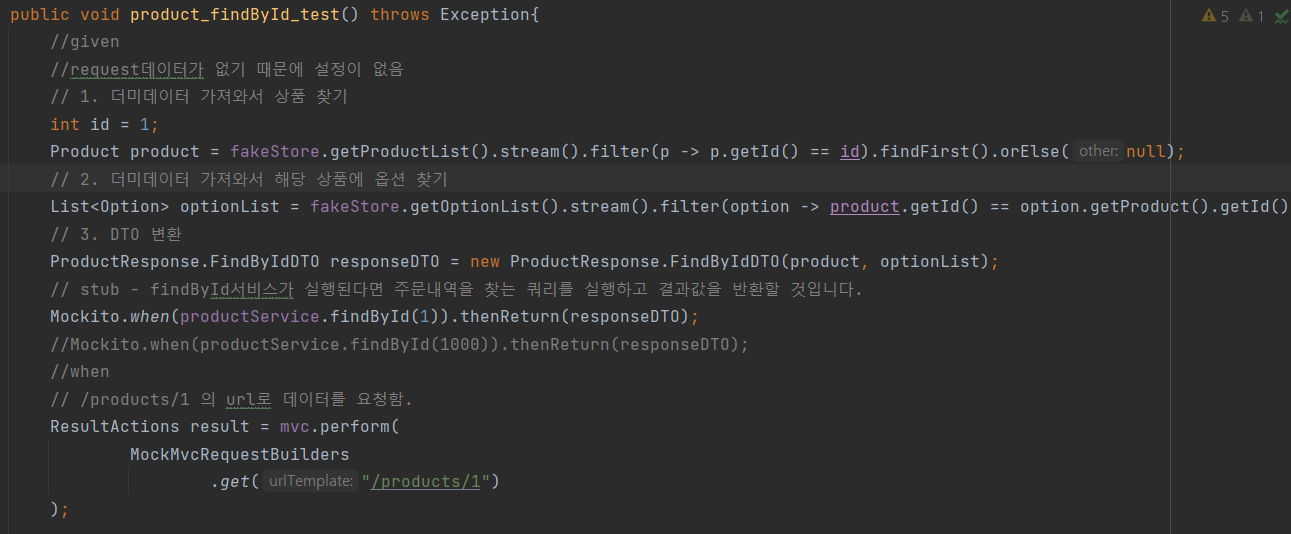 public void product_findById_test() throws Exception{
5 1
//given
//request데이터가 없기 때문에 설정이 없음
// 1. 더미데이터 가져와서 상품 찾기
int id = 1;
Product product = fakeStore.getProductList().stream().filter(p -> p.getId() == id).findFirst().orElse( other: null);
// 2. 더미데이터 가져와서 해당 상품에 옵션 찾기
List<Option> optionList = fakeStore.getOptionList().stream().filter(option -> product.getId() == option.getProduct().getId()
// 3. DTO 변환
ProductResponse.FindByIdDTO responseDTO = new ProductResponse.FindByIdDTO(product, optionList);
// stub - findById서비스가 실행된다면 주문내역을 찾는 쿼리를 실행하고 결과값을 반환할 것입니다.
Mockito.when(productService.findById(1)).thenReturn(responseDTO);
//Mockito.when(productService.findById(1000)).thenReturn(responseDTO);
//when
// /products/1 의 url로 데이터를 요청함.
ResultActions result = mvc.perform(
MockMvcRequestBuilders
.get( urlTemplate: "/products/1")
);